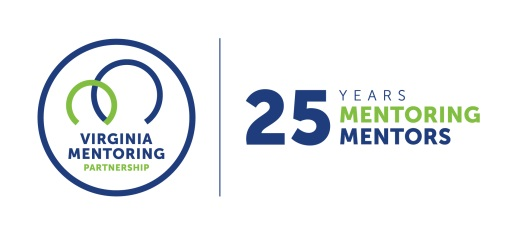 VIRGINIA
MENTORING
PARTNERSHIP
25 YEARS
MENTORING
MENTORS